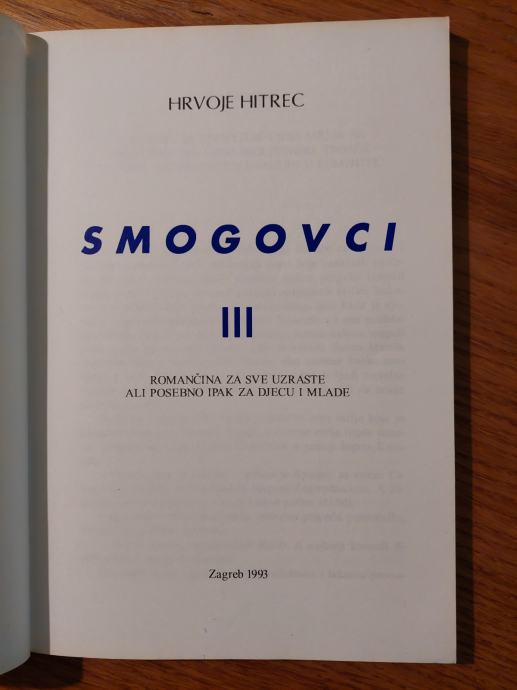 HRVOJE HITREC
SMOGOVCI
III
ROMANČINA ZA SVE UZRASTE
ALI POSEBNO IPAK ZA DJECU I MLADE
Zagreb 1993